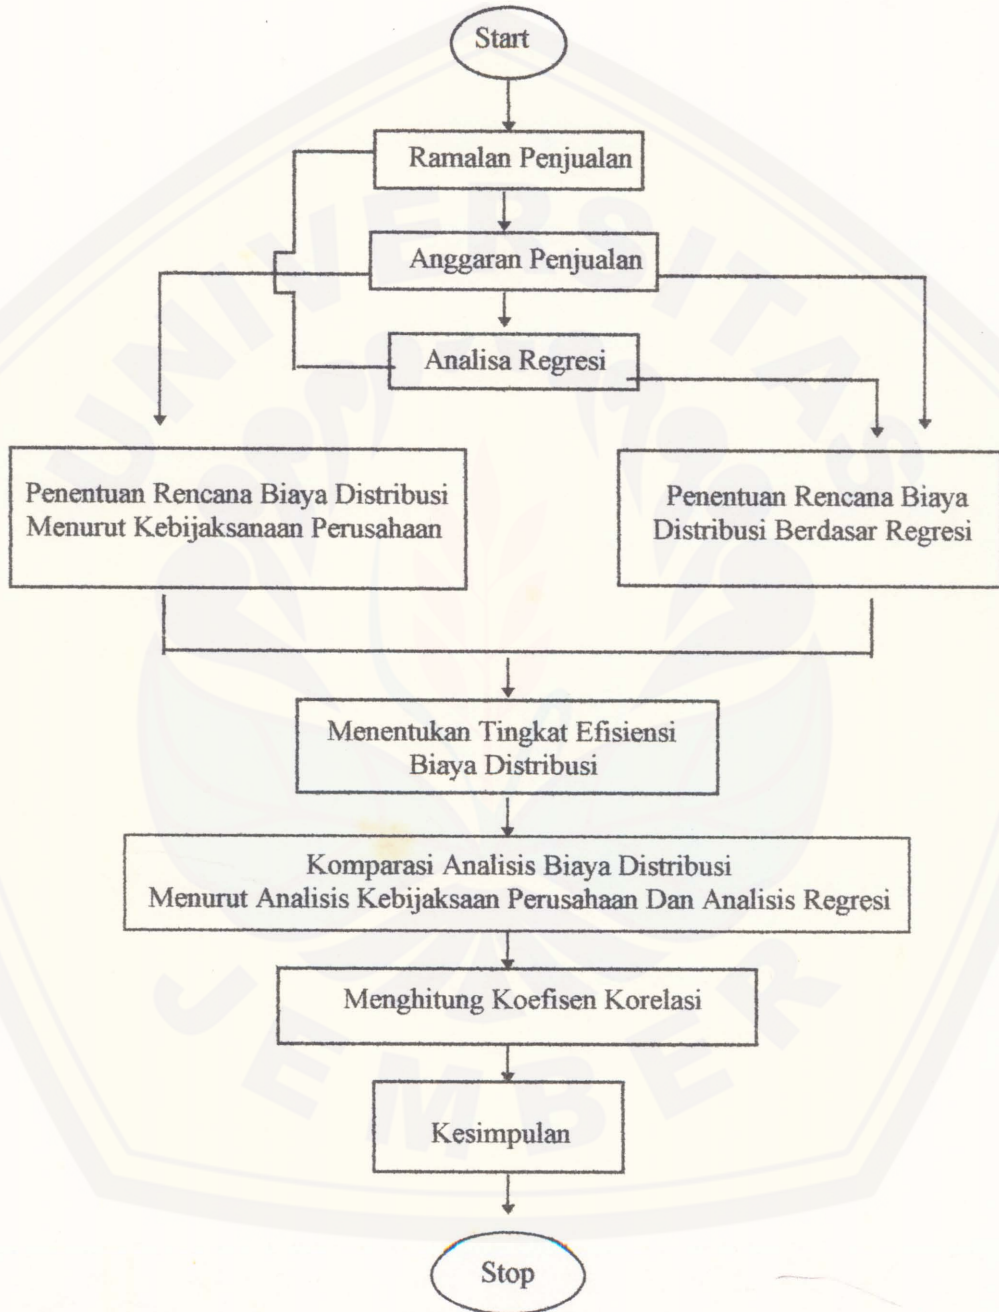 Start
Ramalan Penjualan
Anggaran Penjualan
Analisa Regresi
Penentuan Rencana Biaya Distribusi
Menurut Kebijaksanaan Perusahaan
Penentuan Rencana Biaya
Distribusi Berdasar Regresi
Menentukan Tingkat Efisiensi
Biaya Distribusi
Komparasi Analisis Biaya Distribusi
Menurut Analisis Kebijaksaan Perusahaan Dan Analisis Regresi
Menghitung Koefisen Korelasi
Kesimpulan
Stop
UNIVERSITAS
JEMBER